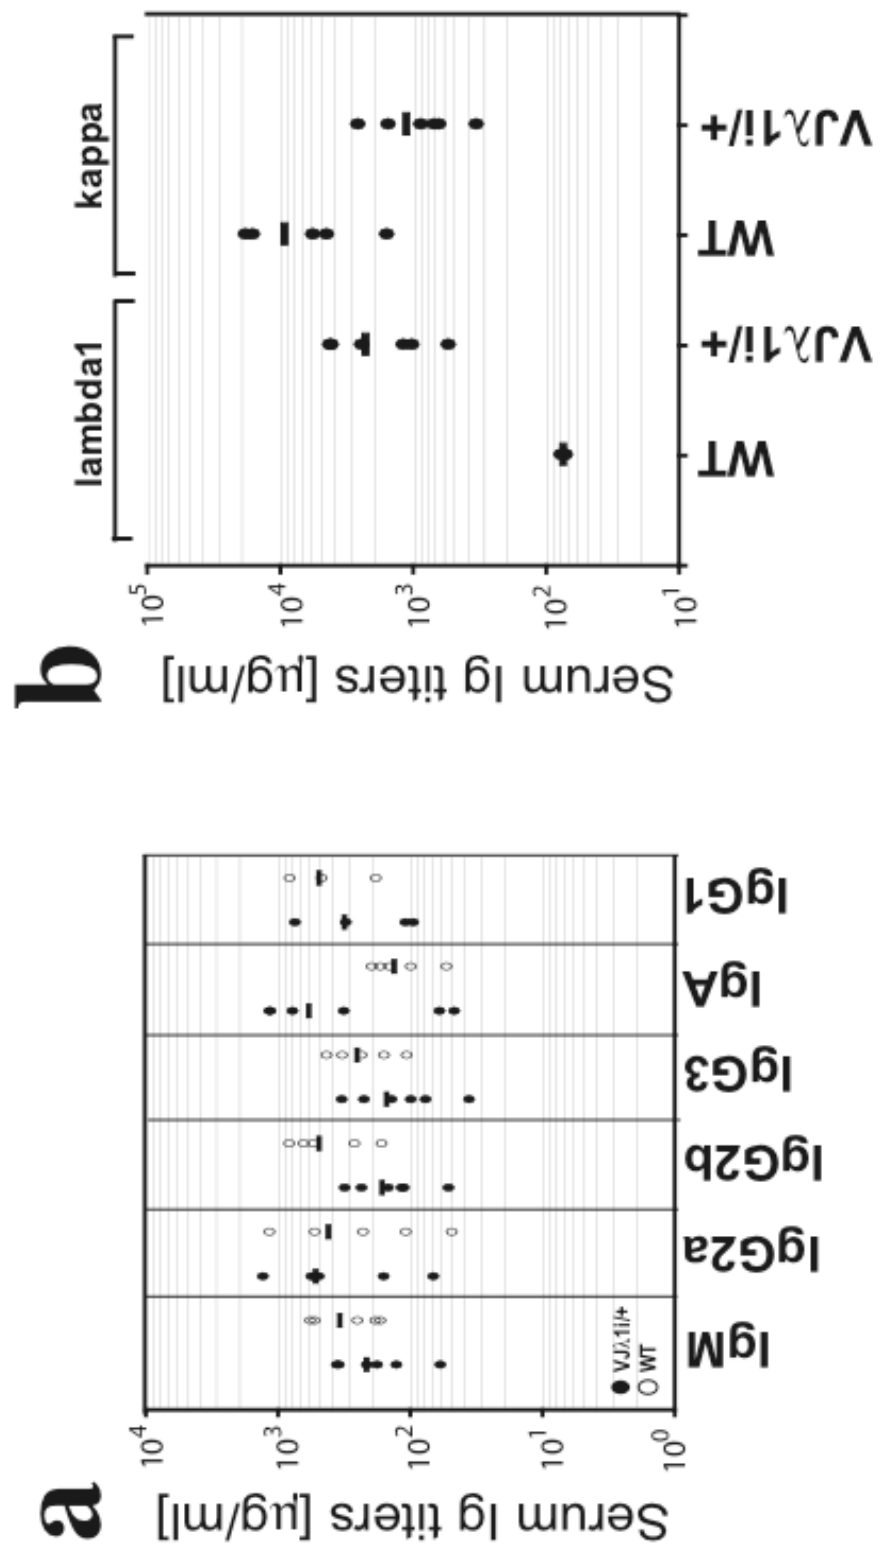 a
Serum Ig titers [µg/ml]
10^4
10^3
10^2
10^1
10^0
VJλ1i/+
WT
IgM
IgG2a
IgG2b
IgG3
IgA
IgG1
b
lambda1
kappa
Serum Ig titers [µg/ml]
10^5
10^4
10^3
10^2
10^1
WT
VJλ1i/+
WT
VJλ1i/+